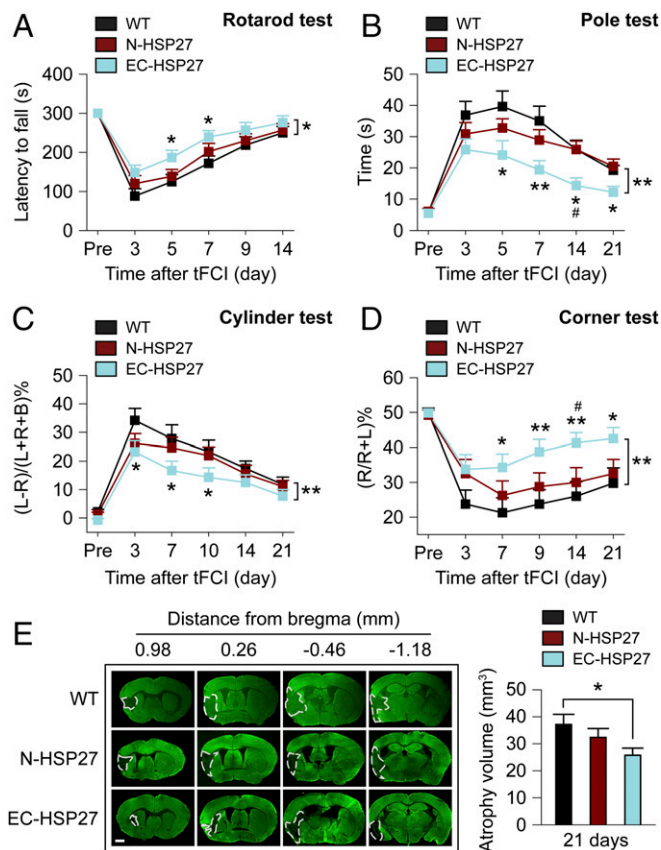 A
Rotarod test
WT
N-HSP27
EC-HSP27
Latency to fall (s)
400
300
200
100
0
*
*
*
Pre 3 5 7 9 14
Time after tFCI (day)
B
Pole test
WT
N-HSP27
EC-HSP27
Time (s)
50
40
30
20
10
0
*
**
*
#
*
**
Pre 3 5 7 14 21
Time after tFCI (day)
C
Cylinder test
WT
N-HSP27
EC-HSP27
(L-R)/(L+R+B)%
50
40
30
20
10
0
*
*
*
**
Pre 3 7 10 14 21
Time after tFCI (day)
D
Corner test
WT
N-HSP27
EC-HSP27
(R/R+L)%
60
50
40
30
20
*
**
#
**
*
**
Pre 3 7 9 14 21
Time after tFCI (day)
E
Distance from bregma (mm)
0.98 0.26 -0.46 -1.18
WT
N-HSP27
EC-HSP27
WT
N-HSP27
EC-HSP27
Atrophy volume (mm³)
50
40
30
20
10
0
*
21 days